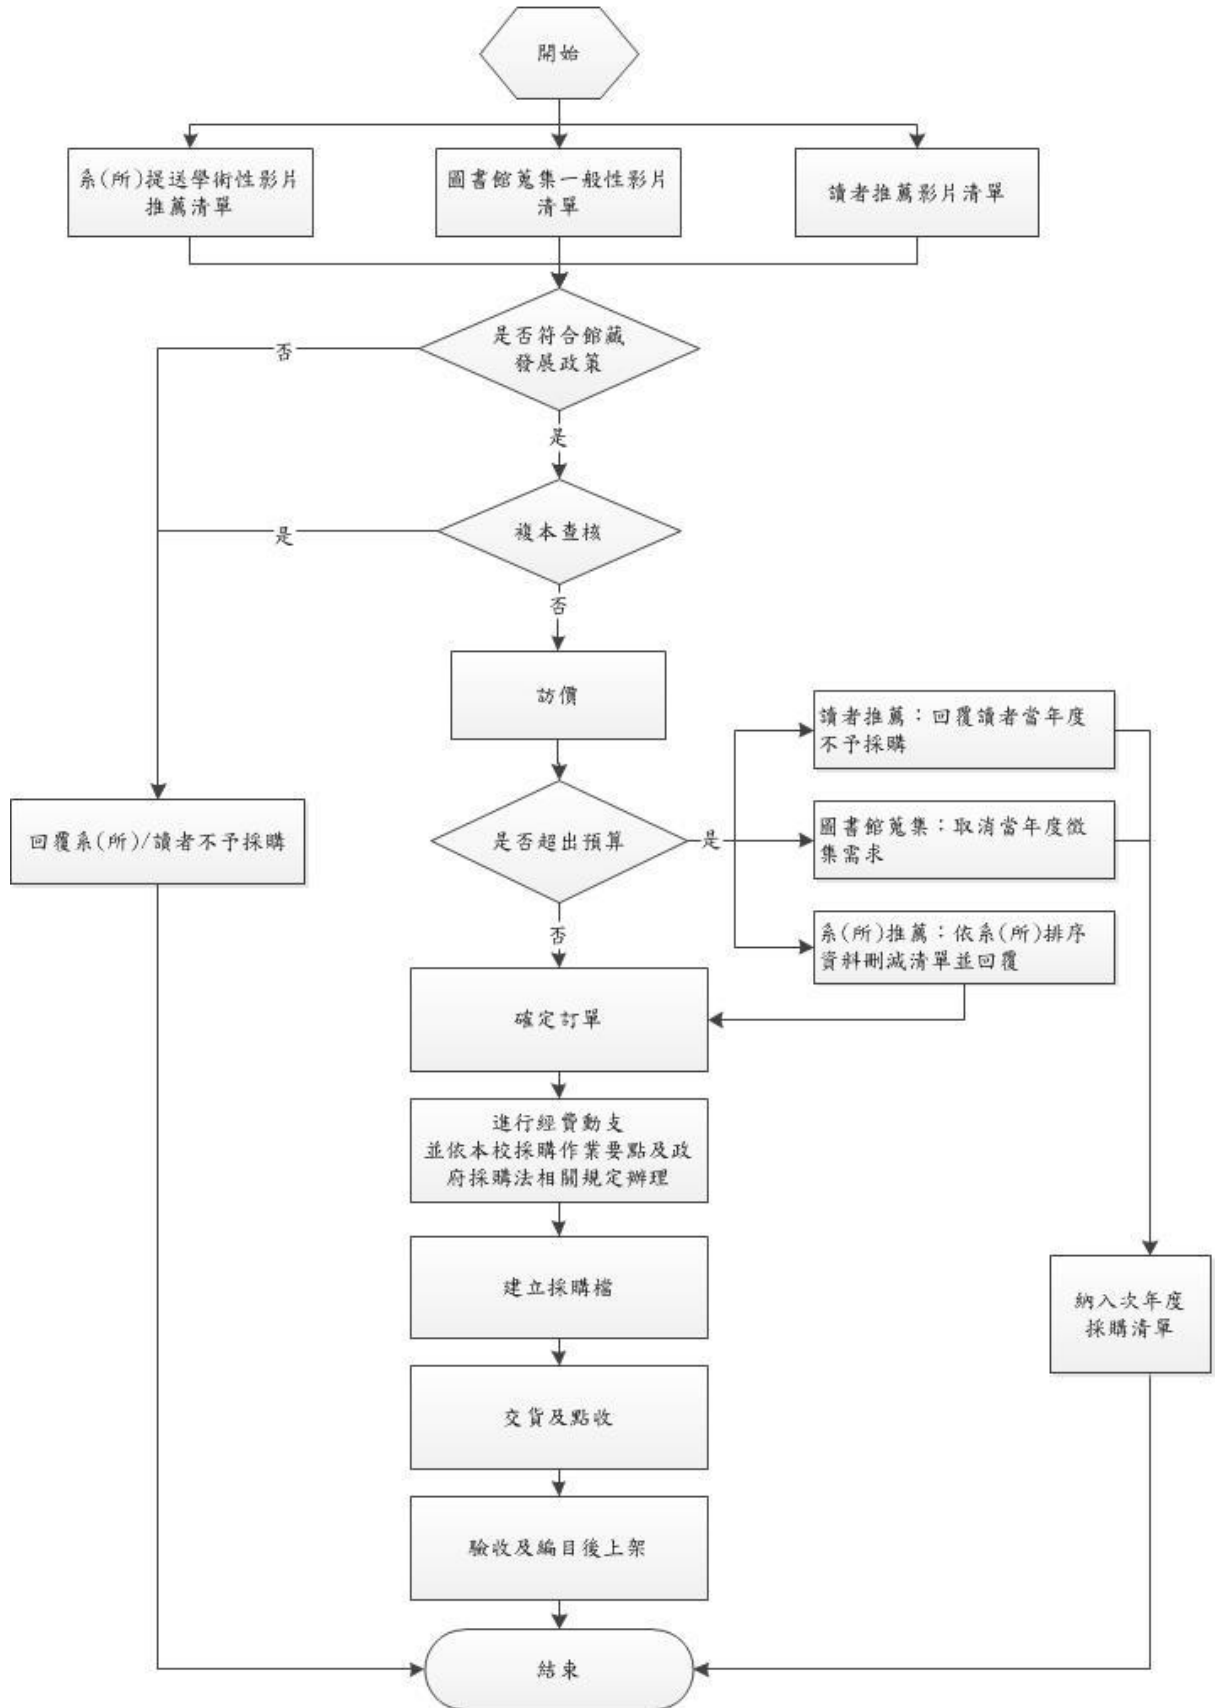 開始
系(所)提送學術性影片
推薦清單
圖書館蒐集一般性影片
清單
讀者推薦影片清單
是否符合館藏
發展政策
否
是
複本查核
是
否
訪價
讀者推薦：回覆讀者當年度
不予採購
回覆系(所)/讀者不予採購
是否超出預算
是
圖書館蒐集：取消當年度徵
集需求
否
系(所)推薦：依系(所)排序
資料刪減清單並回覆
確定訂單
進行經費動支
並依本校採購作業要點及政
府採購法相關規定辦理
建立採購檔
納入次年度
採購清單
交貨及點收
驗收及編目後上架
結束